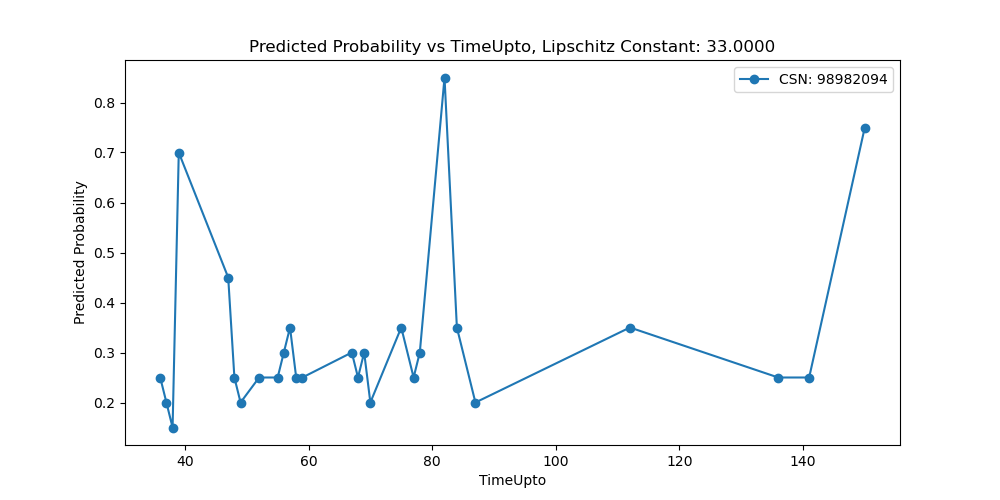 Predicted Probability vs TimeUpto, Lipschitz Constant: 33.0000
CSN: 98982094
Predicted Probability
0.8
0.7
0.6
0.5
0.4
0.3
0.2
40 60 80 100 120 140
TimeUpto